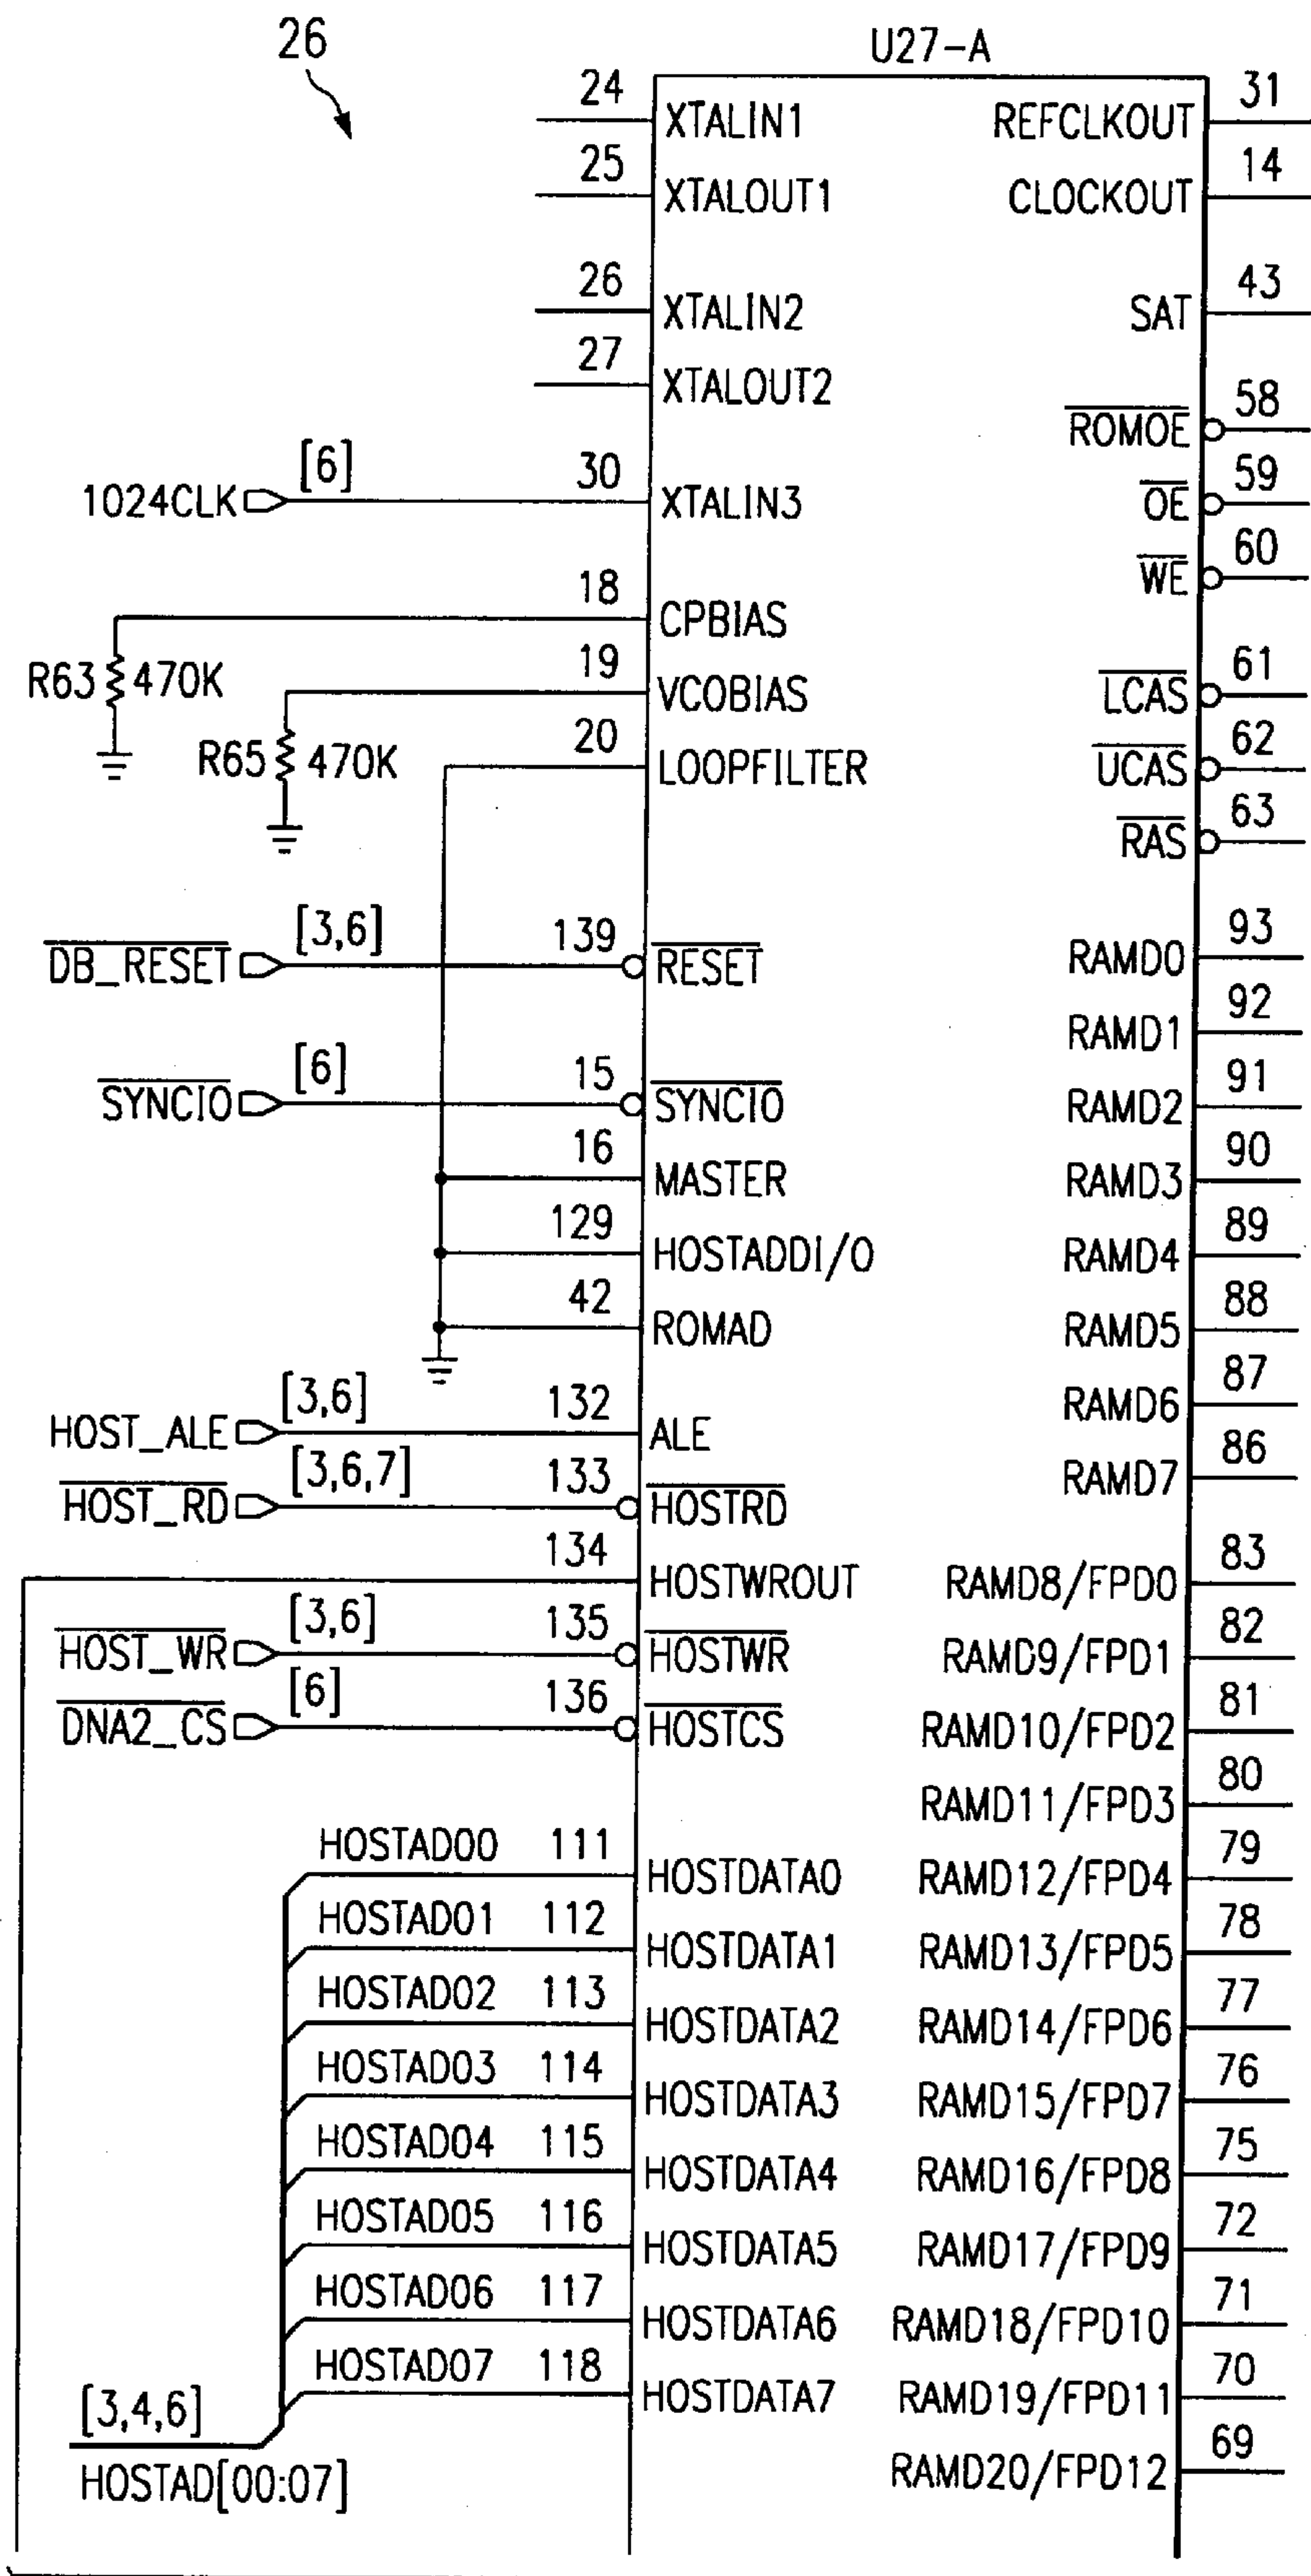 26
U27-A
24 XTALIN1 REFCLKOUT 31
25 XTALOUT1 CLOCKOUT 14
26 XTALIN2 SAT 43
27 XTALOUT2
ROMOE 58
1024CLK [6] 30 XTALIN3 OE 59
WE 60
18 CPBIAS
R63 470K 19 VCOBIAS LCAS 61
R65 470K 20 LOOPFILTER UCAS 62
RAS 63
DB_RESET [3,6] 139 RESET RAMD0 93
RAMD1 92
SYNCIO [6] 15 SYNCIO RAMD2 91
16 MASTER RAMD3 90
129 HOSTADDI/O RAMD4 89
42 ROMAD RAMD5 88
HOST_ALE [3,6] 132 ALE RAMD6 87
HOST_RD [3,6,7] 133 HOSTRD RAMD7 86
134 HOSTWROUT RAMD8/FPD0 83
HOST_WR [3,6] 135 HOSTWR RAMD9/FPD1 82
DNA2_CS [6] 136 HOSTCS RAMD10/FPD2 81
RAMD11/FPD3 80
HOSTAD00 111 HOSTDATA0 RAMD12/FPD4 79
HOSTAD01 112 HOSTDATA1 RAMD13/FPD5 78
HOSTAD02 113 HOSTDATA2 RAMD14/FPD6 77
HOSTAD03 114 HOSTDATA3 RAMD15/FPD7 76
HOSTAD04 115 HOSTDATA4 RAMD16/FPD8 75
HOSTAD05 116 HOSTDATA5 RAMD17/FPD9 72
HOSTAD06 117 HOSTDATA6 RAMD18/FPD10 71
HOSTAD07 118 HOSTDATA7 RAMD19/FPD11 70
[3,4,6]
HOSTAD[00:07] RAMD20/FPD12 69